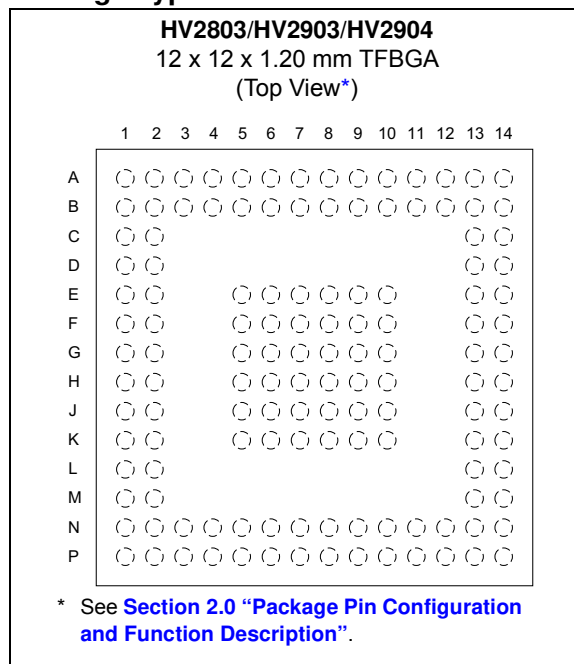 HV2803/HV2903/HV2904
12 x 12 x 1.20 mm TFBGA
(Top View*)
1 2 3 4 5 6 7 8 9 10 11 12 13 14
A
B
C
D
E
F
G
H
J
K
L
M
N
P
* See Section 2.0 “Package Pin Configuration
and Function Description”.